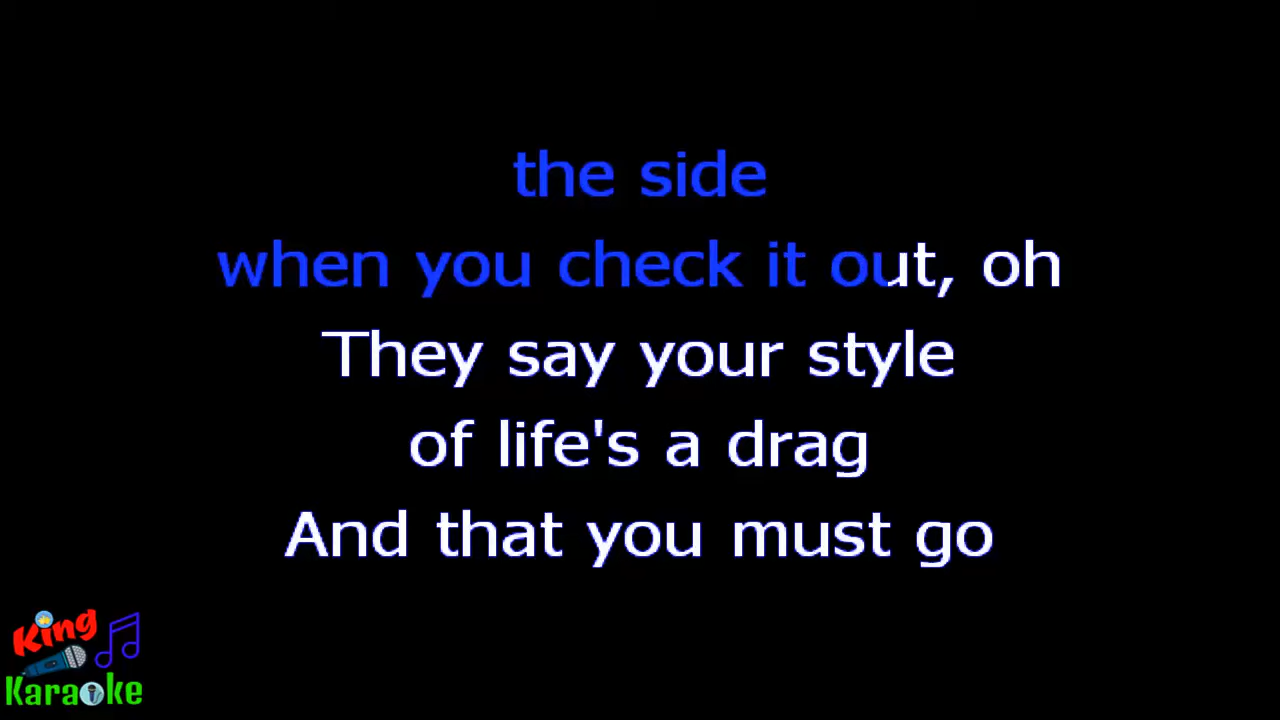 the side
when you check it out, oh
They say your style
of life's a drag
And that you must go
King
Karaoke